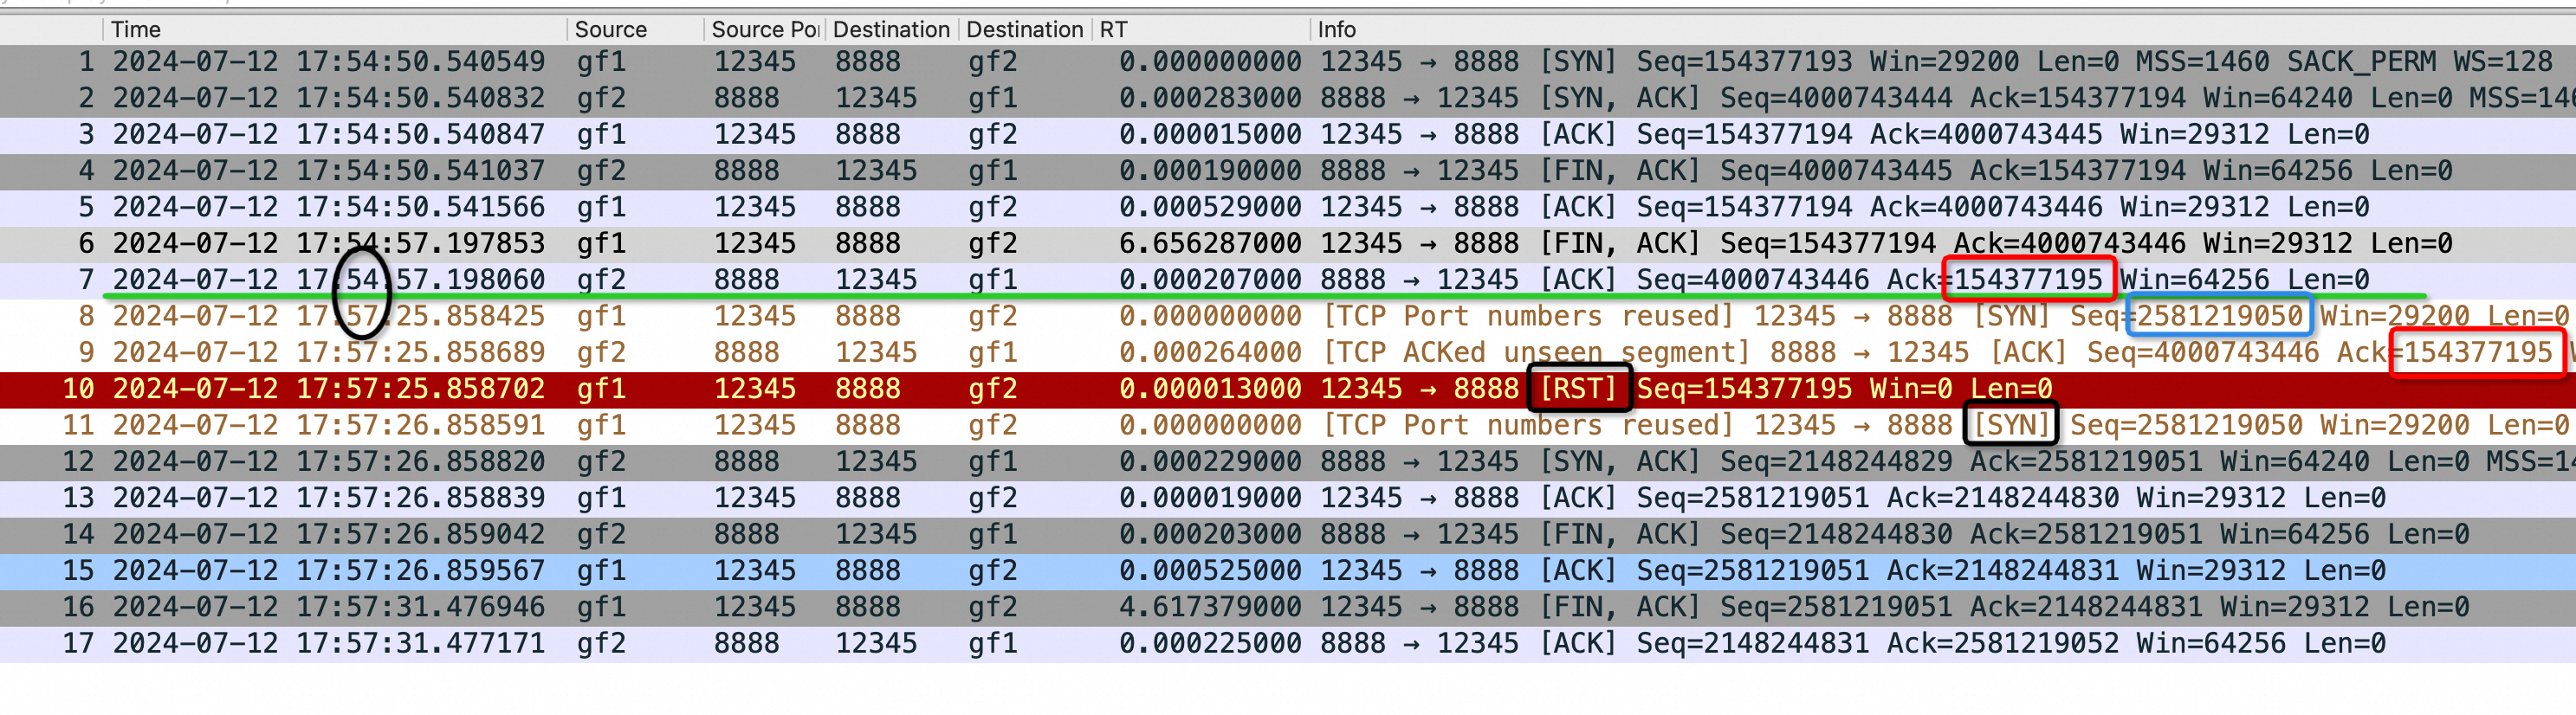 Time Source Source Po Destination Destination RT Info
1 2024-07-12 17:54:50.540549 gf1 12345 8888 gf2 0.000000000 12345 → 8888 [SYN] Seq=154377193 Win=29200 Len=0 MSS=1460 SACK_PERM WS=128
2 2024-07-12 17:54:50.540832 gf2 8888 12345 gf1 0.000283000 8888 → 12345 [SYN, ACK] Seq=4000743444 Ack=154377194 Win=64240 Len=0 MSS=146
3 2024-07-12 17:54:50.540847 gf1 12345 8888 gf2 0.000015000 12345 → 8888 [ACK] Seq=154377194 Ack=4000743445 Win=29312 Len=0
4 2024-07-12 17:54:50.541037 gf2 8888 12345 gf1 0.000190000 8888 → 12345 [FIN, ACK] Seq=4000743445 Ack=154377194 Win=64256 Len=0
5 2024-07-12 17:54:50.541566 gf1 12345 8888 gf2 0.000529000 12345 → 8888 [ACK] Seq=154377194 Ack=4000743446 Win=29312 Len=0
6 2024-07-12 17:54:57.197853 gf1 12345 8888 gf2 6.656287000 12345 → 8888 [FIN, ACK] Seq=154377194 Ack=4000743446 Win=29312 Len=0
7 2024-07-12 17:54:57.198060 gf2 8888 12345 gf1 0.000207000 8888 → 12345 [ACK] Seq=4000743446 Ack=154377195 Win=64256 Len=0
8 2024-07-12 17:57:25.858425 gf1 12345 8888 gf2 0.000000000 [TCP Port numbers reused] 12345 → 8888 [SYN] Seq=2581219050 Win=29200 Len=0
9 2024-07-12 17:57:25.858689 gf2 8888 12345 gf1 0.000264000 [TCP ACKed unseen segment] 8888 → 12345 [ACK] Seq=4000743446 Ack=154377195
10 2024-07-12 17:57:25.858702 gf1 12345 8888 gf2 0.000013000 12345 → 8888 [RST] Seq=154377195 Win=0 Len=0
11 2024-07-12 17:57:26.858591 gf1 12345 8888 gf2 0.000000000 [TCP Port numbers reused] 12345 → 8888 [SYN] Seq=2581219050 Win=29200 Len=0
12 2024-07-12 17:57:26.858820 gf2 8888 12345 gf1 0.000229000 8888 → 12345 [SYN, ACK] Seq=2148244829 Ack=2581219051 Win=64240 Len=0 MSS=14
13 2024-07-12 17:57:26.858839 gf1 12345 8888 gf2 0.000019000 12345 → 8888 [ACK] Seq=2581219051 Ack=2148244830 Win=29312 Len=0
14 2024-07-12 17:57:26.859042 gf2 8888 12345 gf1 0.000203000 8888 → 12345 [FIN, ACK] Seq=2148244830 Ack=2581219051 Win=64256 Len=0
15 2024-07-12 17:57:26.859567 gf1 12345 8888 gf2 0.000525000 12345 → 8888 [ACK] Seq=2581219051 Ack=2148244831 Win=29312 Len=0
16 2024-07-12 17:57:31.476946 gf1 12345 8888 gf2 4.617379000 12345 → 8888 [FIN, ACK] Seq=2581219051 Ack=2148244831 Win=29312 Len=0
17 2024-07-12 17:57:31.477171 gf2 8888 12345 gf1 0.000225000 8888 → 12345 [ACK] Seq=2148244831 Ack=2581219052 Win=64256 Len=0